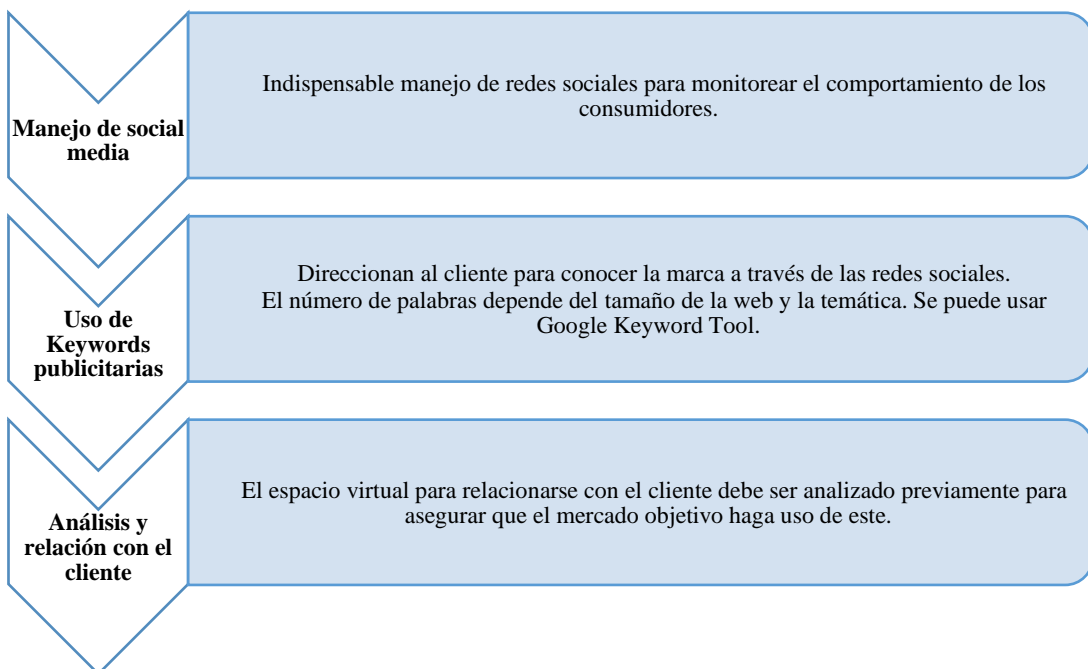 Manejo de social
media
Indispensable manejo de redes sociales para monitorear el comportamiento de los
consumidores.
Uso de
Keywords
publicitarias
Direccionan al cliente para conocer la marca a través de las redes sociales.
El número de palabras depende del tamaño de la web y la temática. Se puede usar
Google Keyword Tool.
Análisis y
relación con el
cliente
El espacio virtual para relacionarse con el cliente debe ser analizado previamente para
asegurar que el mercado objetivo haga uso de este.